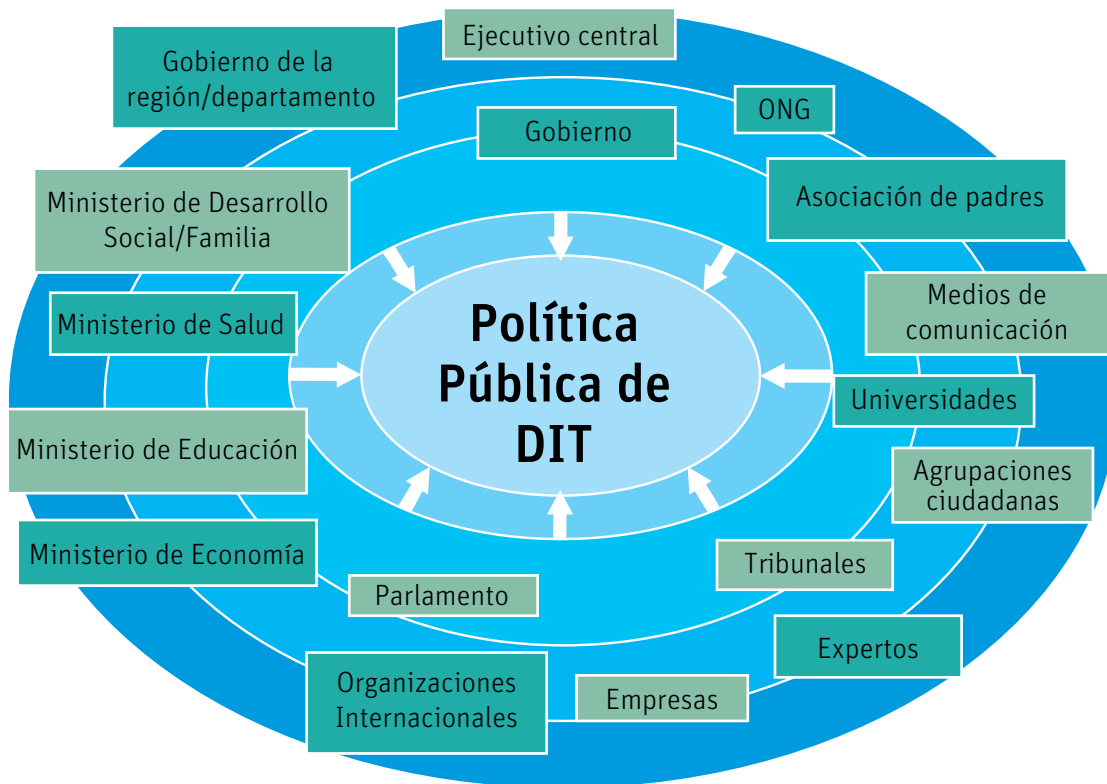 Ejecutivo central
Gobierno de la
región/departamento
ONG
Gobierno
Asociación de padres
Ministerio de Desarrollo
Social/Familia
Medios de
comunicación
Ministerio de Salud
Política
Pública de
DIT
Universidades
Ministerio de Educación
Agrupaciones
ciudadanas
Ministerio de Economía
Tribunales
Parlamento
Expertos
Organizaciones
Internacionales
Empresas